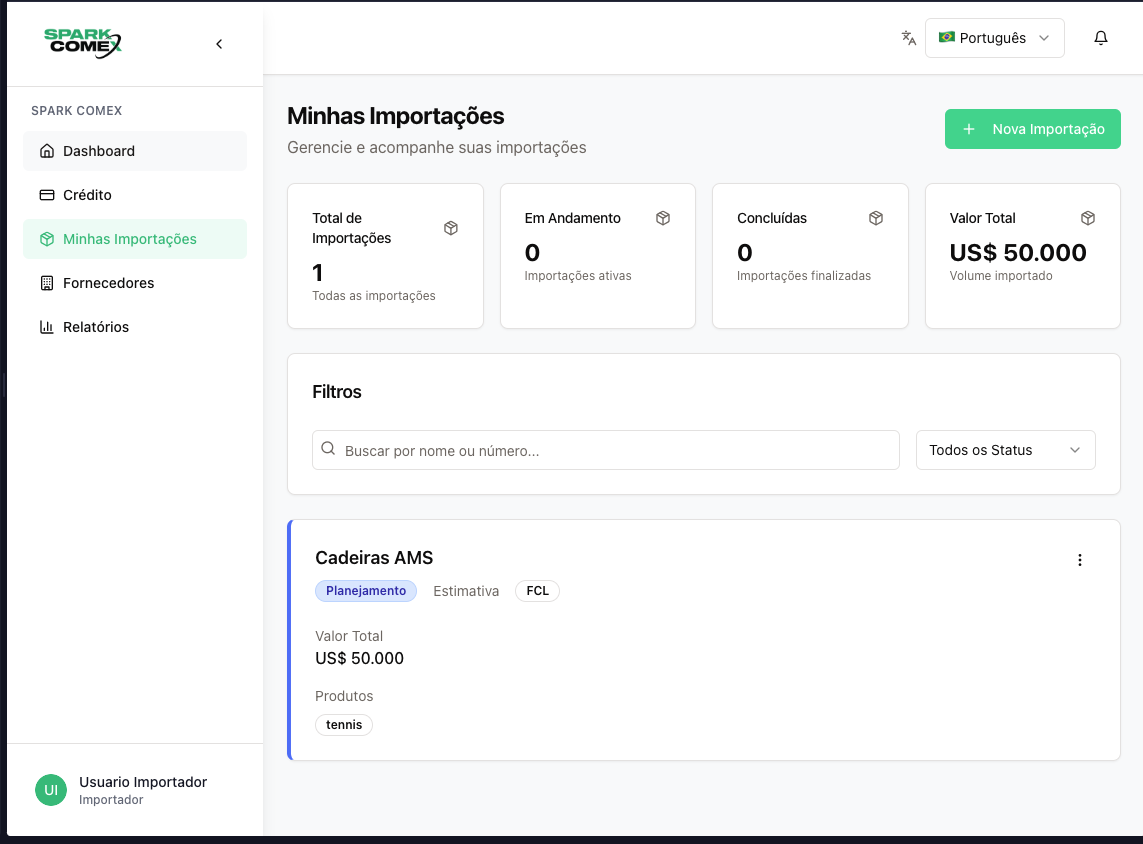 SPARK
COMEX
Português
SPARK COMEX
Dashboard
Crédito
Minhas Importações
Fornecedores
Relatórios
UI
Usuario Importador
Importador
Minhas Importações
Gerencie e acompanhe suas importações
+ Nova Importação
Total de
Importações
1
Todas as importações
Em Andamento
0
Importações ativas
Concluídas
0
Importações finalizadas
Valor Total
US$ 50.000
Volume importado
Filtros
Buscar por nome ou número...
Todos os Status
Cadeiras AMS
Planejamento Estimativa FCL
Valor Total
US$ 50.000
Produtos
tennis